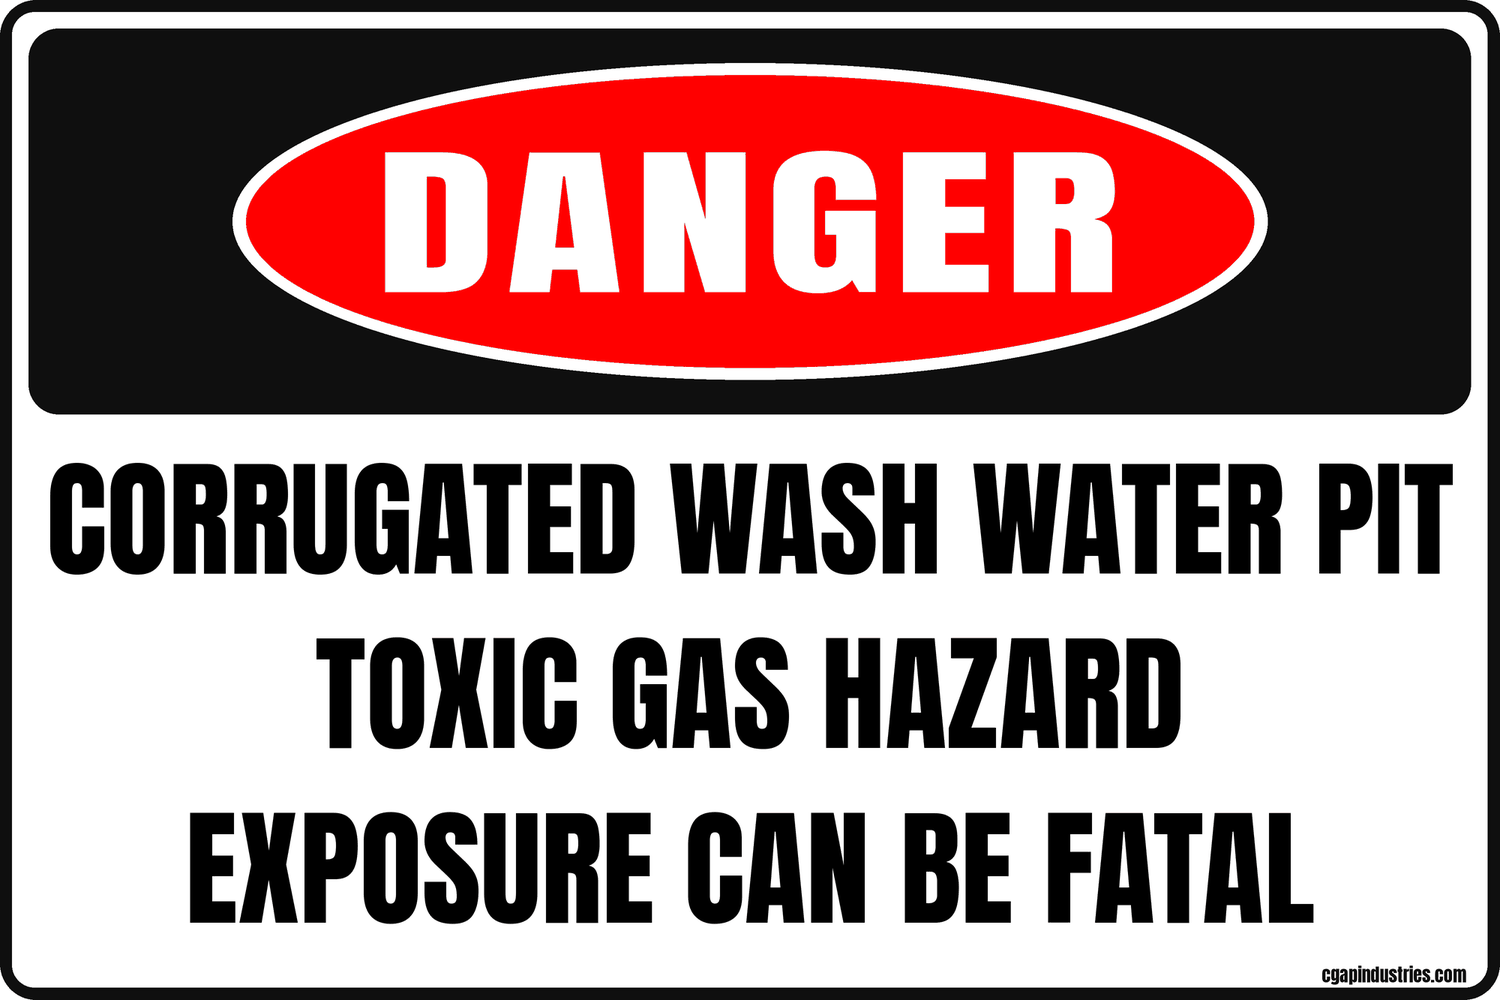 DANGER
CORRUGATED WASH WATER PIT
TOXIC GAS HAZARD
EXPOSURE CAN BE FATAL
cgapindustries.com